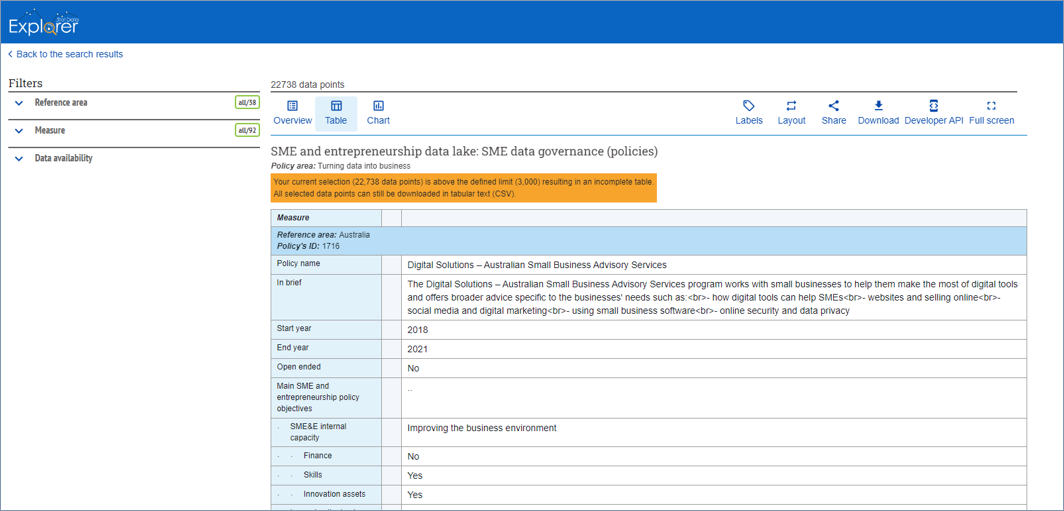 Explorer
Back to the search results
Filters
Reference area all/38
Measure all/92
Data availability
22738 data points
Overview Table Chart Labels Layout Share Download Developer API Full screen
SME and entrepreneurship data lake: SME data governance (policies)
Policy area: Turning data into business
Your current selection (22,738 data points) is above the defined limit (3,000) resulting in an incomplete table.
All selected data points can still be downloaded in tabular text (CSV).
Measure
Reference area: Australia
Policy's ID: 1716
Policy name Digital Solutions – Australian Small Business Advisory Services
In brief The Digital Solutions – Australian Small Business Advisory Services program works with small businesses to help them make the most of digital tools
and offers broader advice specific to the businesses' needs such as:<br>- how digital tools can help SMEs<br>- websites and selling online<br>-
social media and digital marketing<br>- using small business software<br>- online security and data privacy
Start year 2018
End year 2021
Open ended No
Main SME and ..
entrepreneurship policy
objectives
· SME&E internal Improving the business environment
capacity
· · Finance No
· · Skills Yes
· · Innovation assets Yes